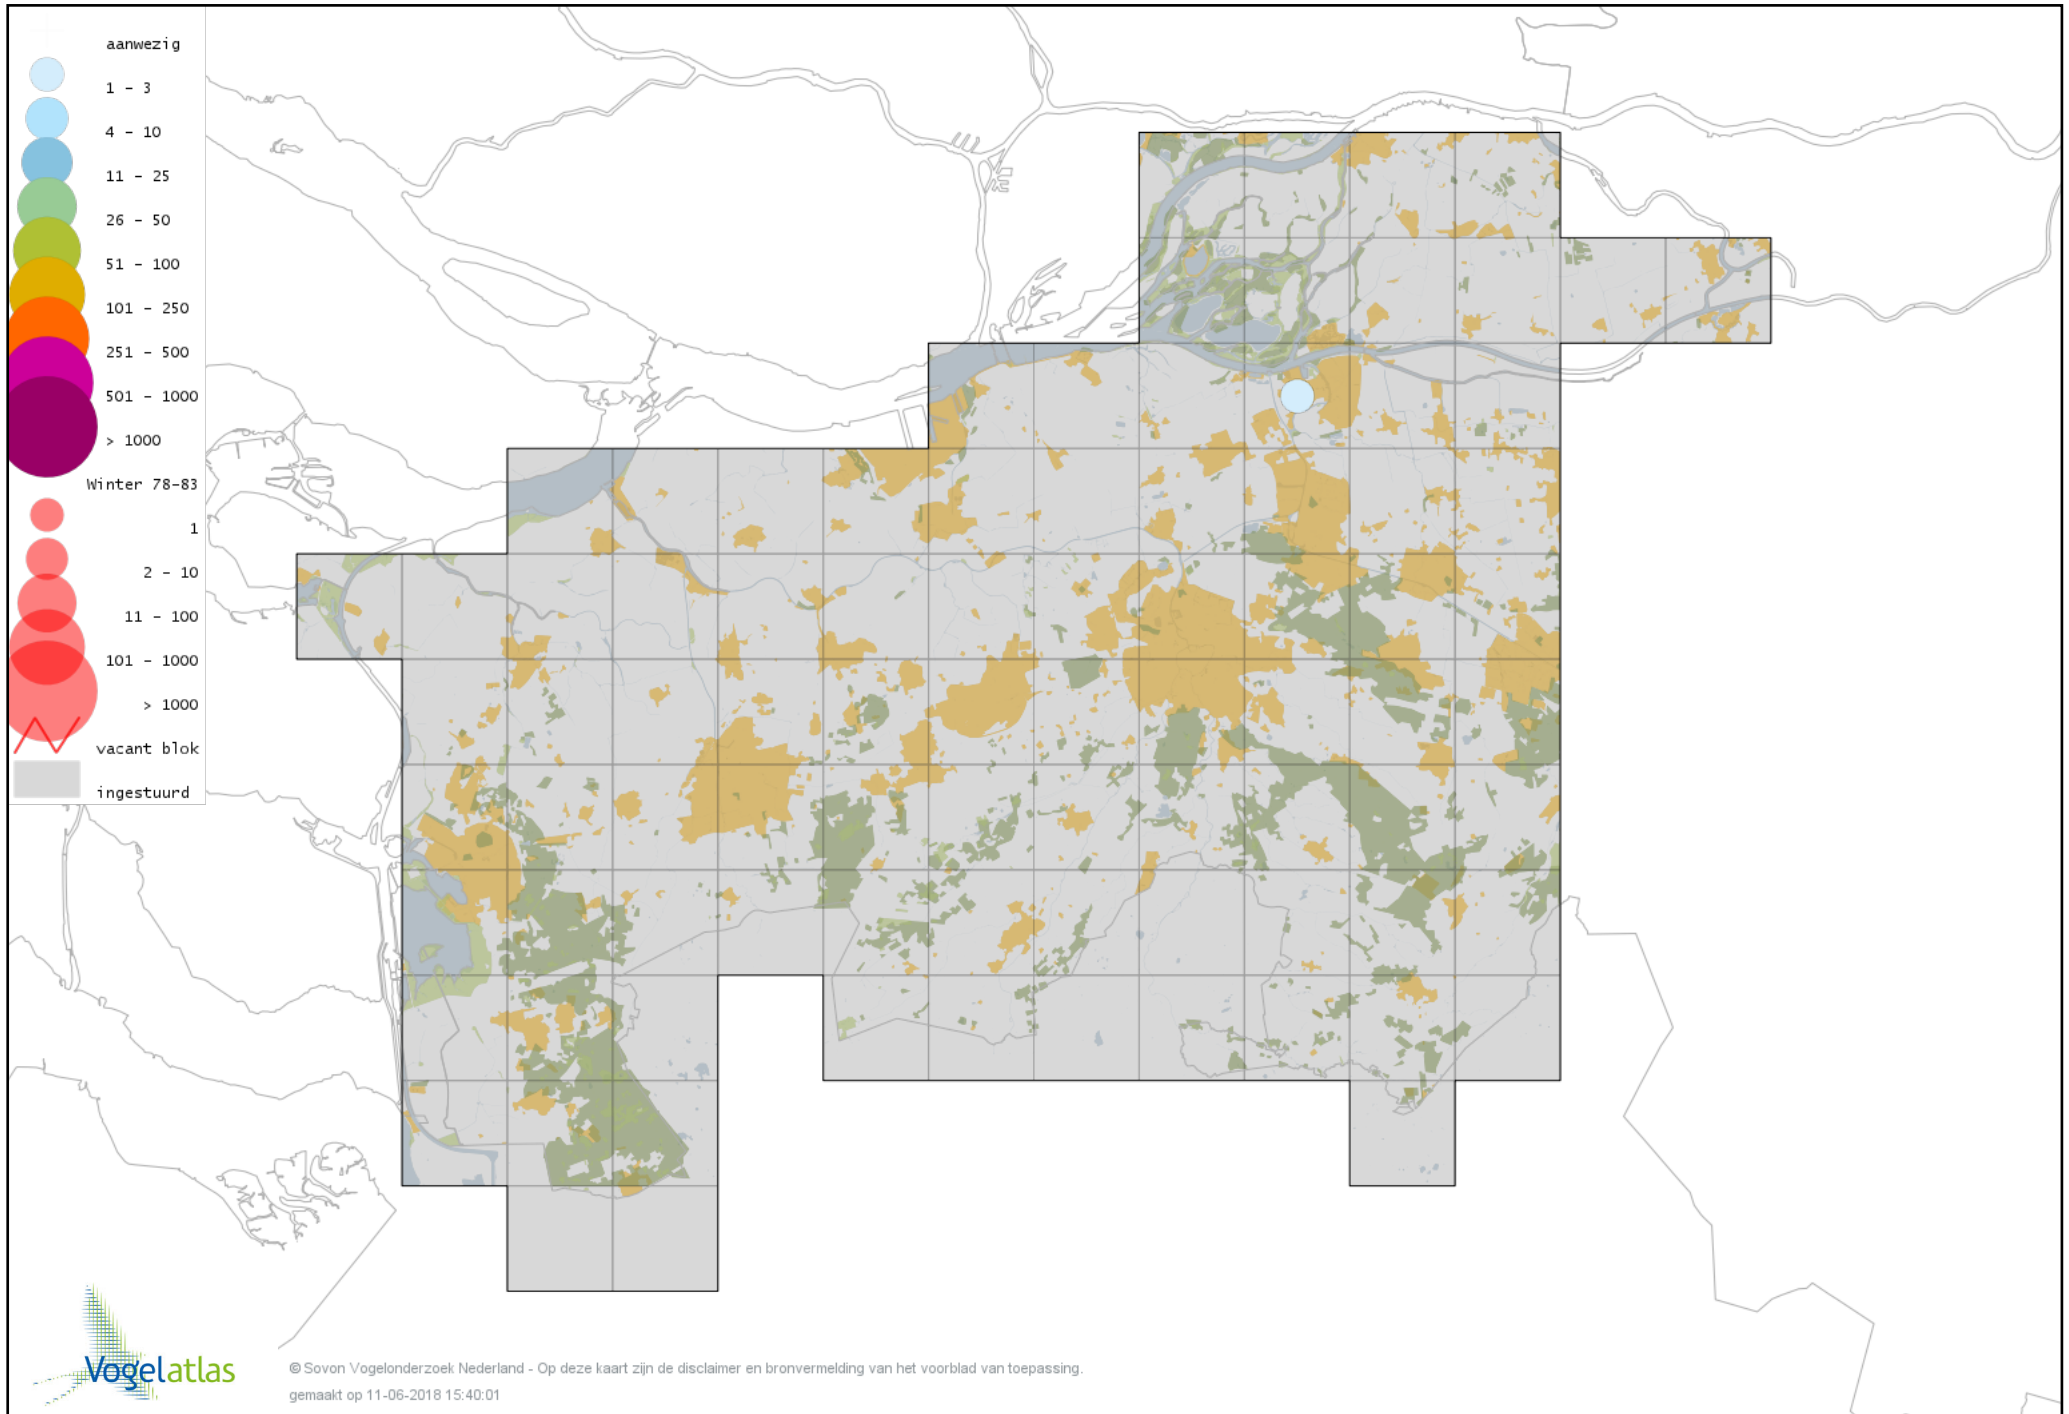 aanwezig
1 - 3
4 - 10
11 - 25
26 - 50
51 - 100
101 - 250
251 - 500
501 - 1000
> 1000
Winter 78-83
1
2 - 10
11 - 100
101 - 1000
> 1000
vacant blok
ingestuurd
Vogelatlas
© Sovon Vogelonderzoek Nederland - Op deze kaart zijn de disclaimer en bronvermelding van het voorblad van toepassing.
gemaakt op 11-06-2018 15:40:01